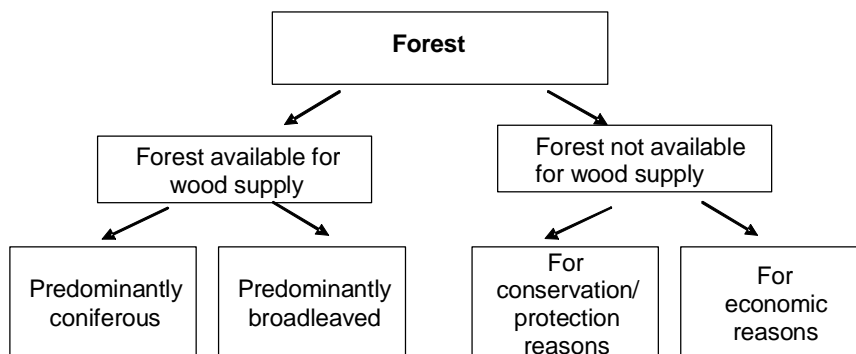 Forest
Forest available for
wood supply
Forest not available
for wood supply
Predominantly
coniferous
Predominantly
broadleaved
For
conservation/
protection
reasons
For
economic
reasons